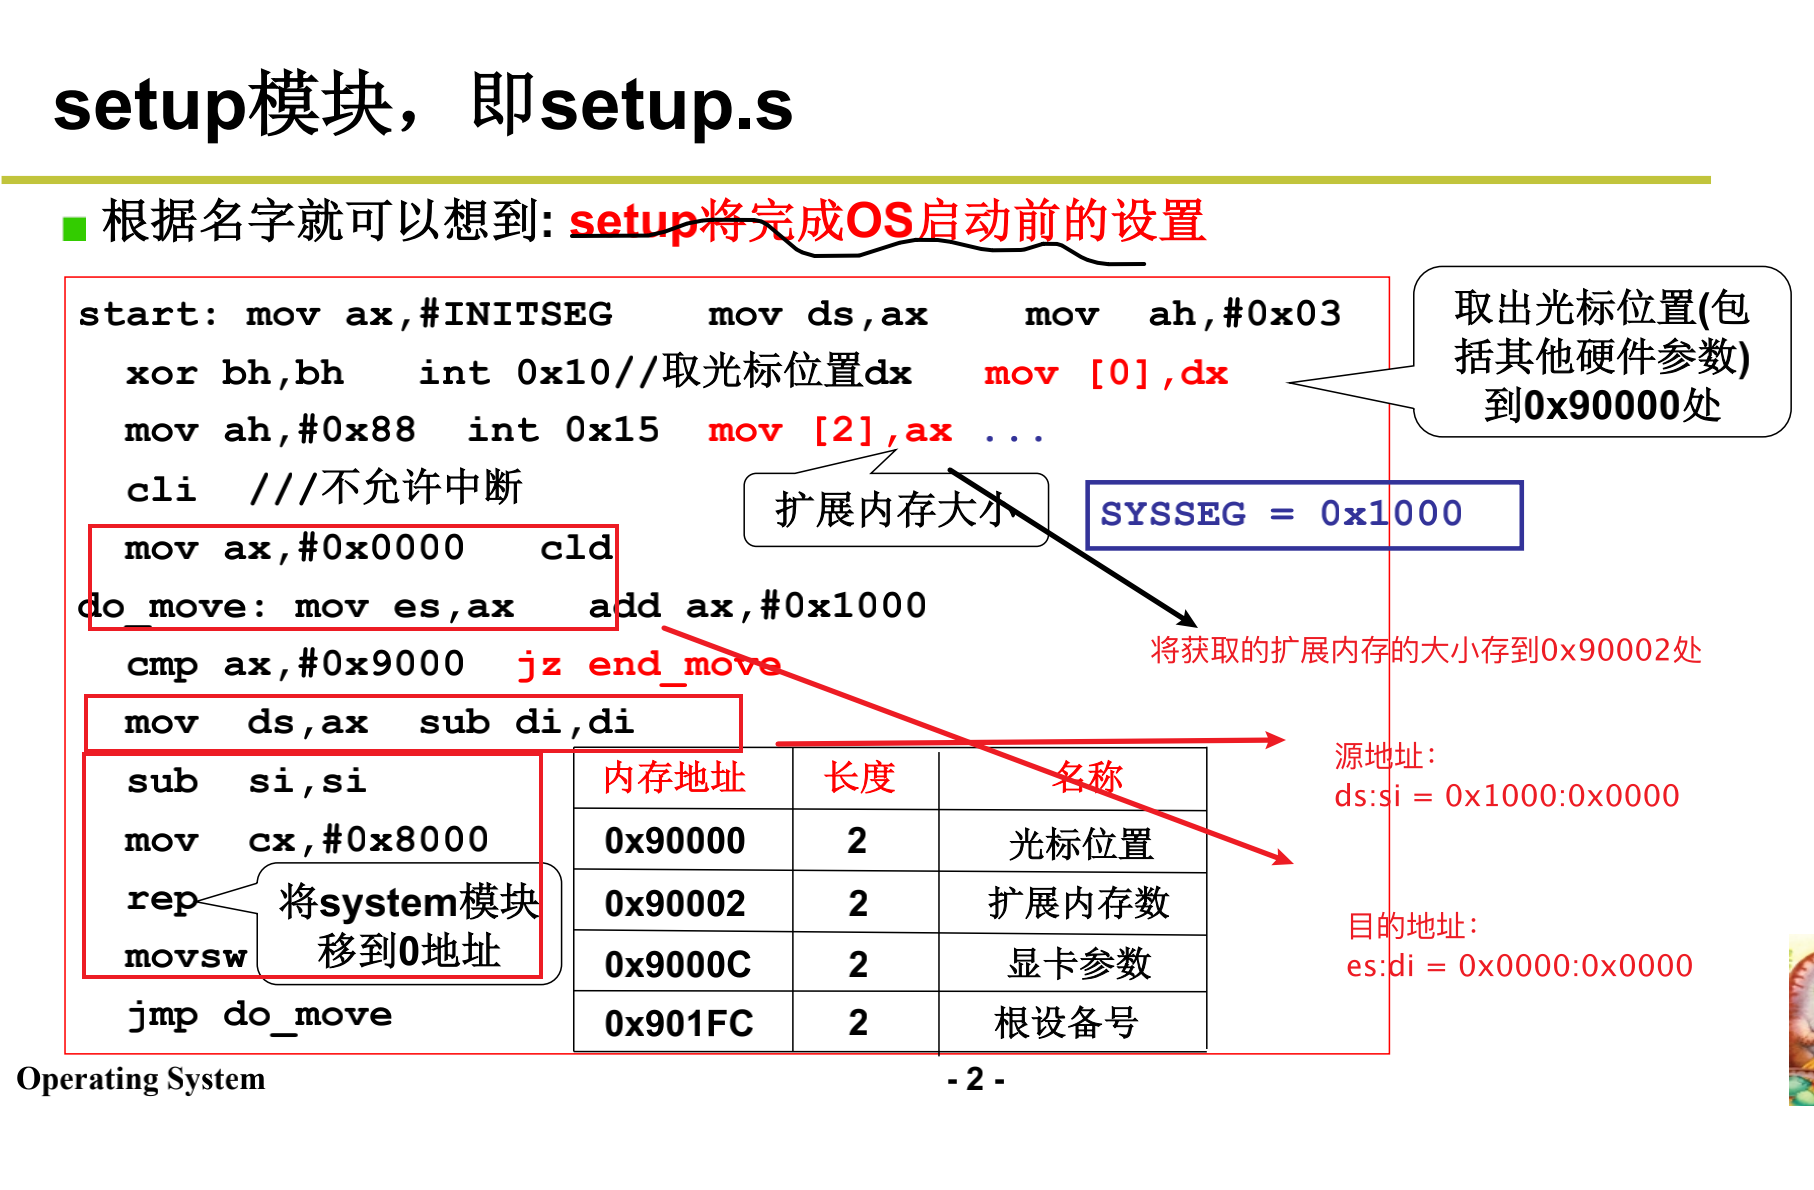 setup模块，即setup.s
根据名字就可以想到: setup将完成OS启动前的设置
start: mov ax,#INITSEG mov ds,ax mov ah,#0x03
xor bh,bh int 0x10//取光标位置dx mov [0],dx
mov ah,#0x88 int 0x15 mov [2],ax ...
cli ///不允许中断
mov ax,#0x0000 cld
do_move: mov es,ax add ax,#0x1000
cmp ax,#0x9000 jz end_move
mov ds,ax sub di,di
sub si,si
mov cx,#0x8000
rep
movsw
jmp do_move
取出光标位置(包
括其他硬件参数)
到0x90000处
扩展内存大小
SYSSEG = 0x1000
将获取的扩展内存的大小存到0x90002处
源地址：
ds:si = 0x1000:0x0000
目的地址：
es:di = 0x0000:0x0000
将system模块
移到0地址
内存地址 长度 名称
0x90000 2 光标位置
0x90002 2 扩展内存数
0x9000C 2 显卡参数
0x901FC 2 根设备号
Operating System
- 2 -